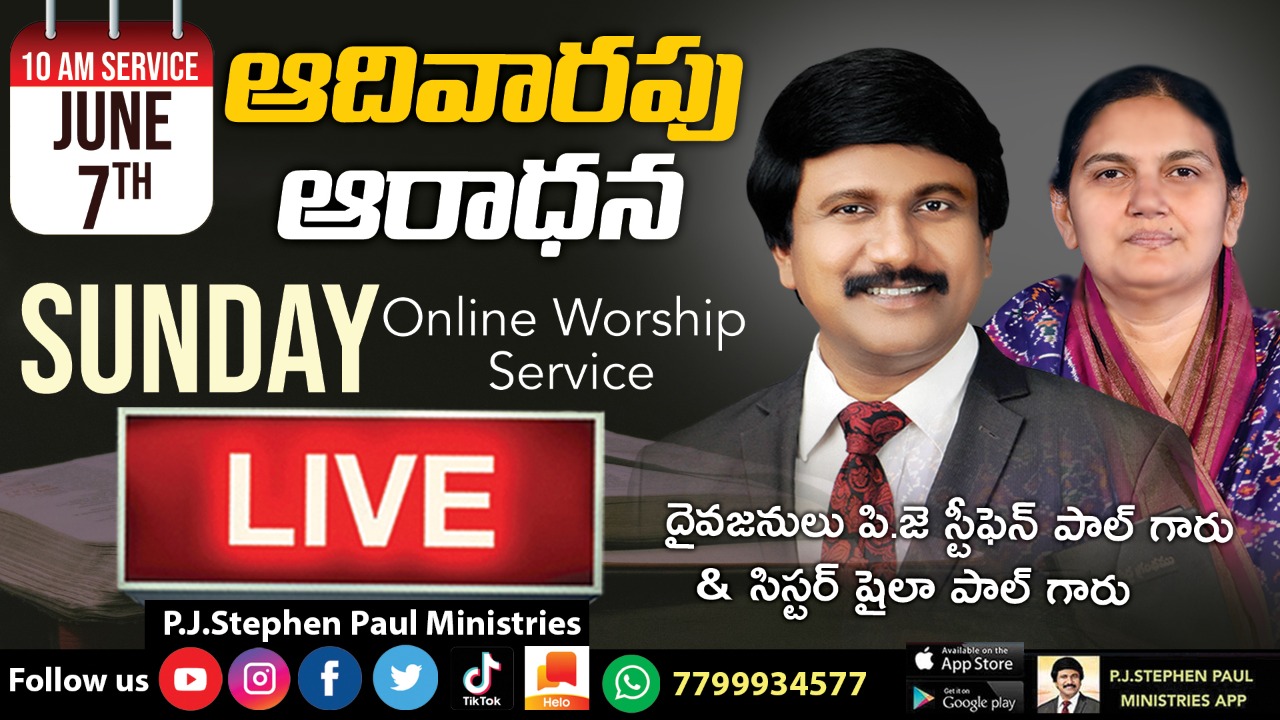 10 AM SERVICE
JUNE
7TH
ఆదివారపు
ఆరాధన
SUNDAY
Online Worship
Service
LIVE
దైవజనులు పి.జె స్టీఫెన్ పాల్ గారు
& సిస్టర్ షైలా పాల్ గారు
P.J.Stephen Paul Ministries
Follow us
TikTok
Helo
7799934577
Available on the
App Store
Get it on
Google play
P.J.STEPHEN PAUL
MINISTRIES APP